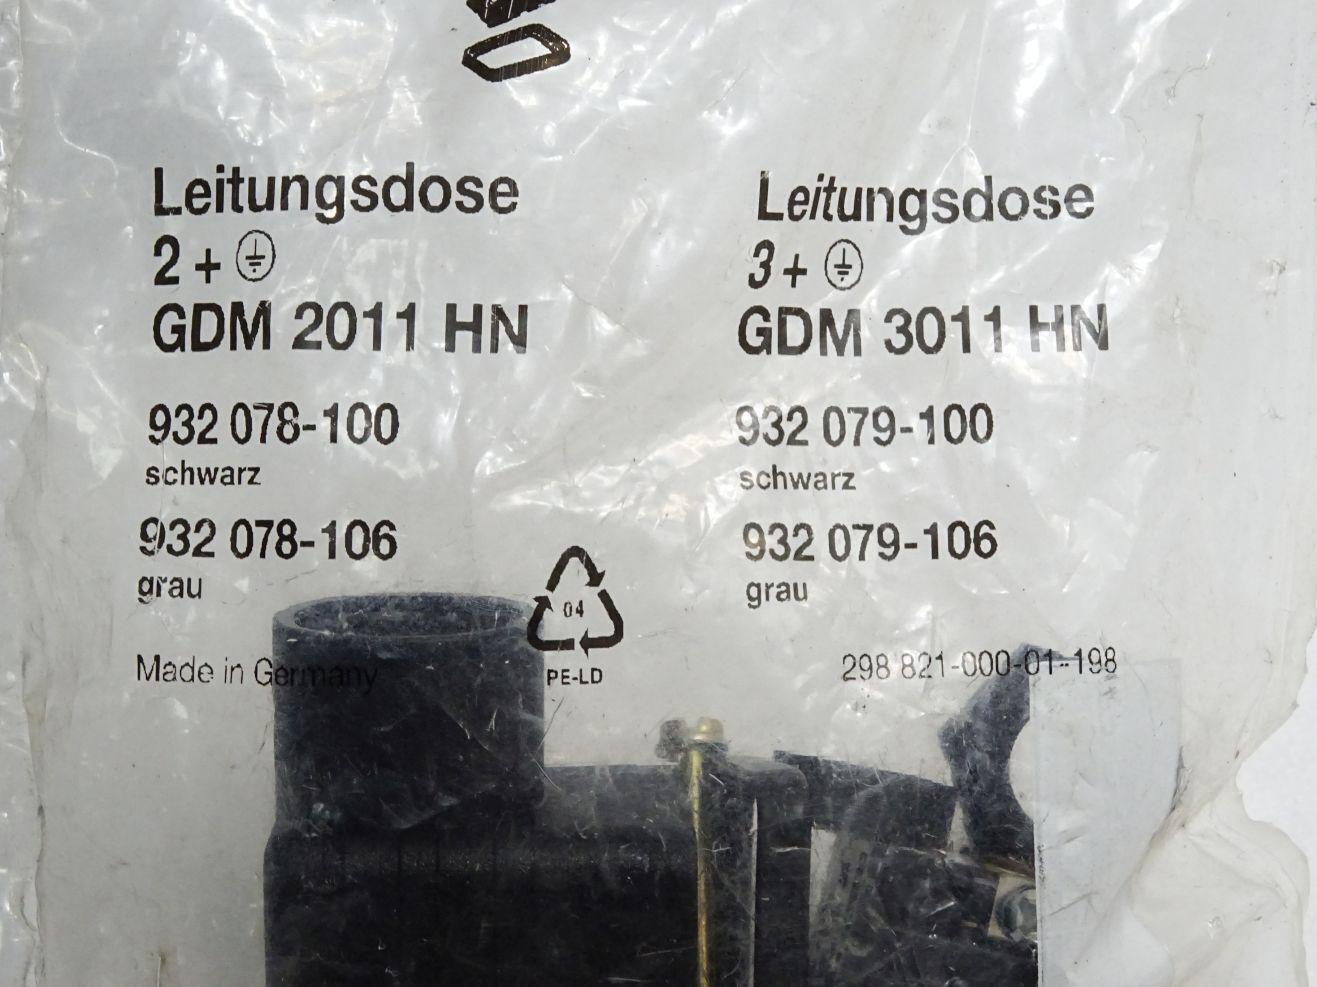 Leitungsdose
2 + ⏚
GDM 2011 HN
932 078-100
schwarz
932 078-106
grau
Made in Germany
Leitungsdose
3 + ⏚
GDM 3011 HN
932 079-100
schwarz
932 079-106
grau
04
PE-LD
298 821-000-01-198